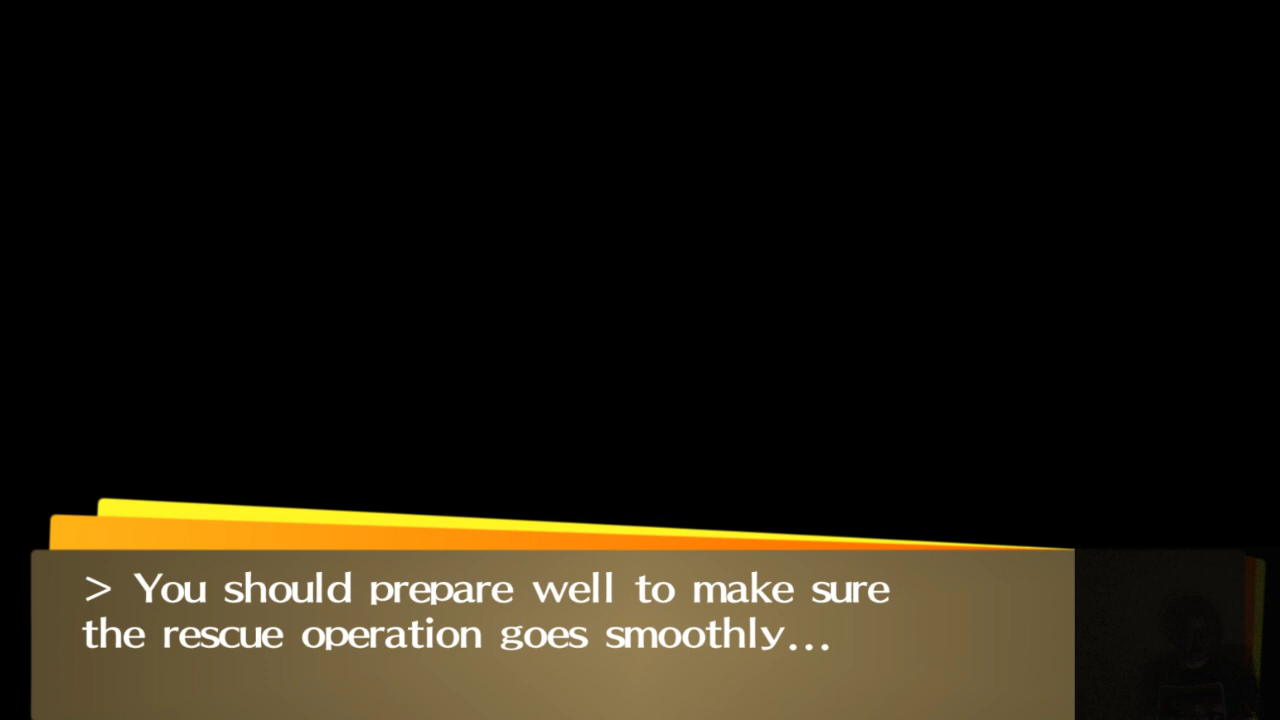 > You should prepare well to make sure
the rescue operation goes smoothly...